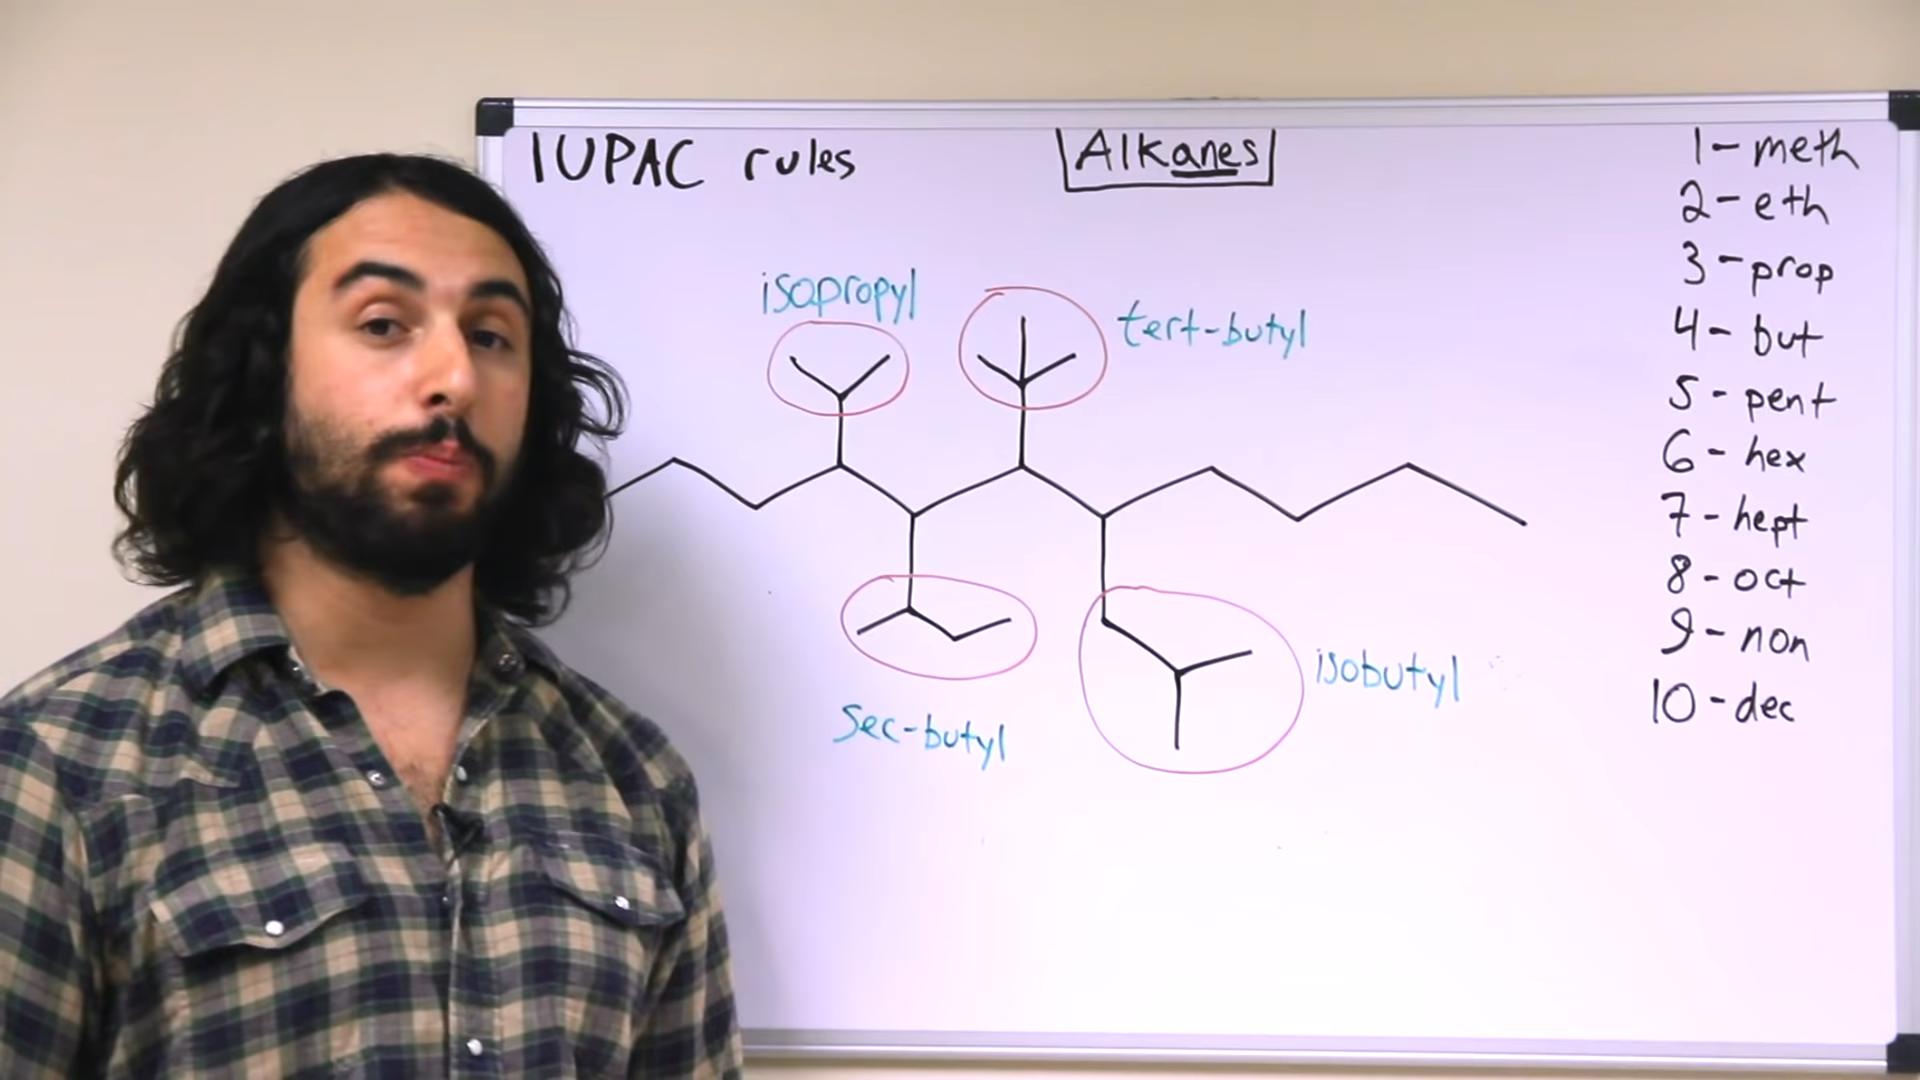 IUPAC rules
Alkanes
isopropyl
tert-butyl
sec-butyl
isobutyl
1 - meth
2 - eth
3 - prop
4 - but
5 - pent
6 - hex
7 - hept
8 - oct
9 - non
10 - dec